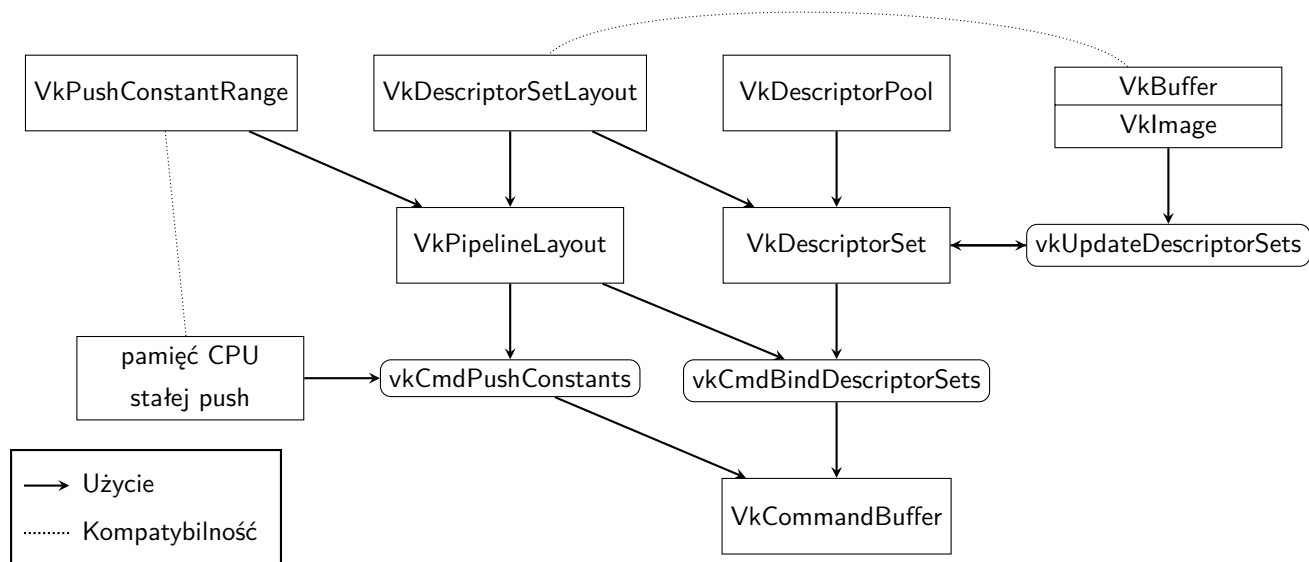 VkPushConstantRange
VkDescriptorSetLayout
VkDescriptorPool
VkBuffer
VkImage
VkPipelineLayout
VkDescriptorSet
vkUpdateDescriptorSets
pamięć CPU
stałej push
vkCmdPushConstants
vkCmdBindDescriptorSets
Użycie
Kompatybilność
VkCommandBuffer